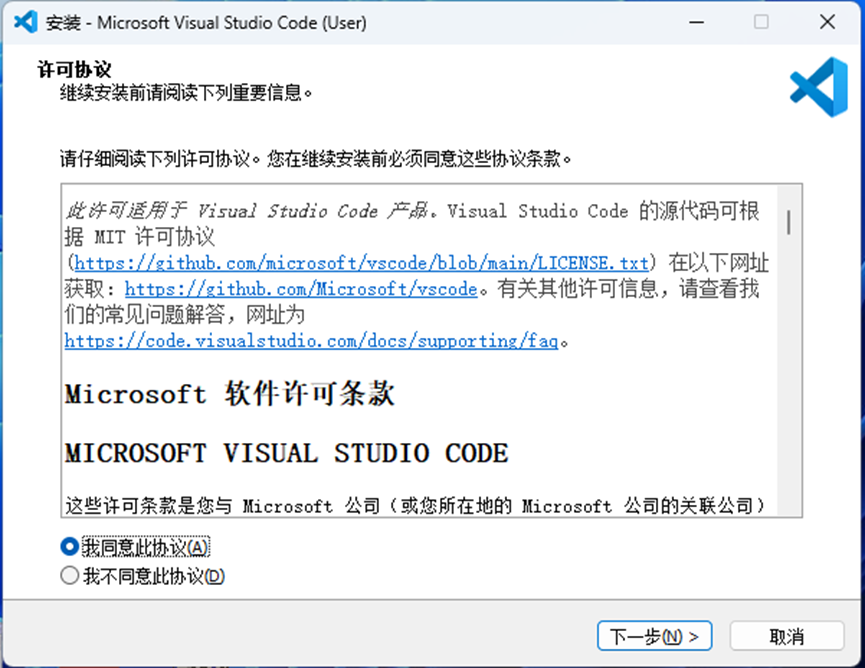 安装 - Microsoft Visual Studio Code (User)
许可协议
继续安装前请阅读下列重要信息。
请仔细阅读下列许可协议。您在继续安装前必须同意这些协议条款。
此许可适用于 Visual Studio Code 产品。Visual Studio Code 的源代码可根
据 MIT 许可协议
(https://github.com/microsoft/vscode/blob/main/LICENSE.txt) 在以下网址
获取：https://github.com/Microsoft/vscode。有关其他许可信息，请查看我
们的常见问题解答，网址为
https://code.visualstudio.com/docs/supporting/faq。
Microsoft 软件许可条款
MICROSOFT VISUAL STUDIO CODE
这些许可条款是您与 Microsoft 公司（或您所在地的 Microsoft 公司的关联公司）
我同意此协议(A)
我不同意此协议(D)
下一步(N) >
取消